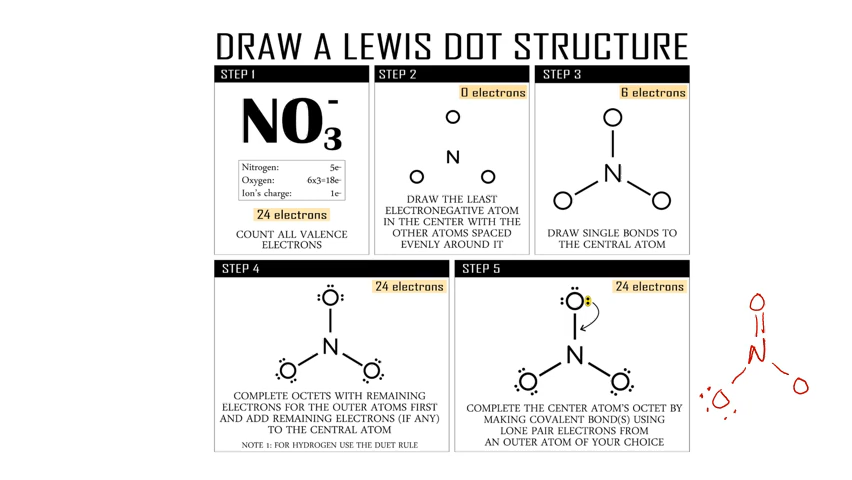 DRAW A LEWIS DOT STRUCTURE
STEP 1
NO3-
Nitrogen: 5e-
Oxygen: 6x3=18e-
Ion's charge: 1e-
24 electrons
COUNT ALL VALENCE
ELECTRONS
STEP 2
0 electrons
O
N
O O
DRAW THE LEAST
ELECTRONEGATIVE ATOM
IN THE CENTER WITH THE
OTHER ATOMS SPACED
EVENLY AROUND IT
STEP 3
6 electrons
O
N
O O
DRAW SINGLE BONDS TO
THE CENTRAL ATOM
STEP 4
24 electrons
O
N
O O
COMPLETE OCTETS WITH REMAINING
ELECTRONS FOR THE OUTER ATOMS FIRST
AND ADD REMAINING ELECTRONS (IF ANY)
TO THE CENTRAL ATOM
NOTE 1: FOR HYDROGEN USE THE DUET RULE
STEP 5
24 electrons
O
N
O O
COMPLETE THE CENTER ATOM'S OCTET BY
MAKING COVALENT BOND(S) USING
LONE PAIR ELECTRONS FROM
AN OUTER ATOM OF YOUR CHOICE
O
N
O O